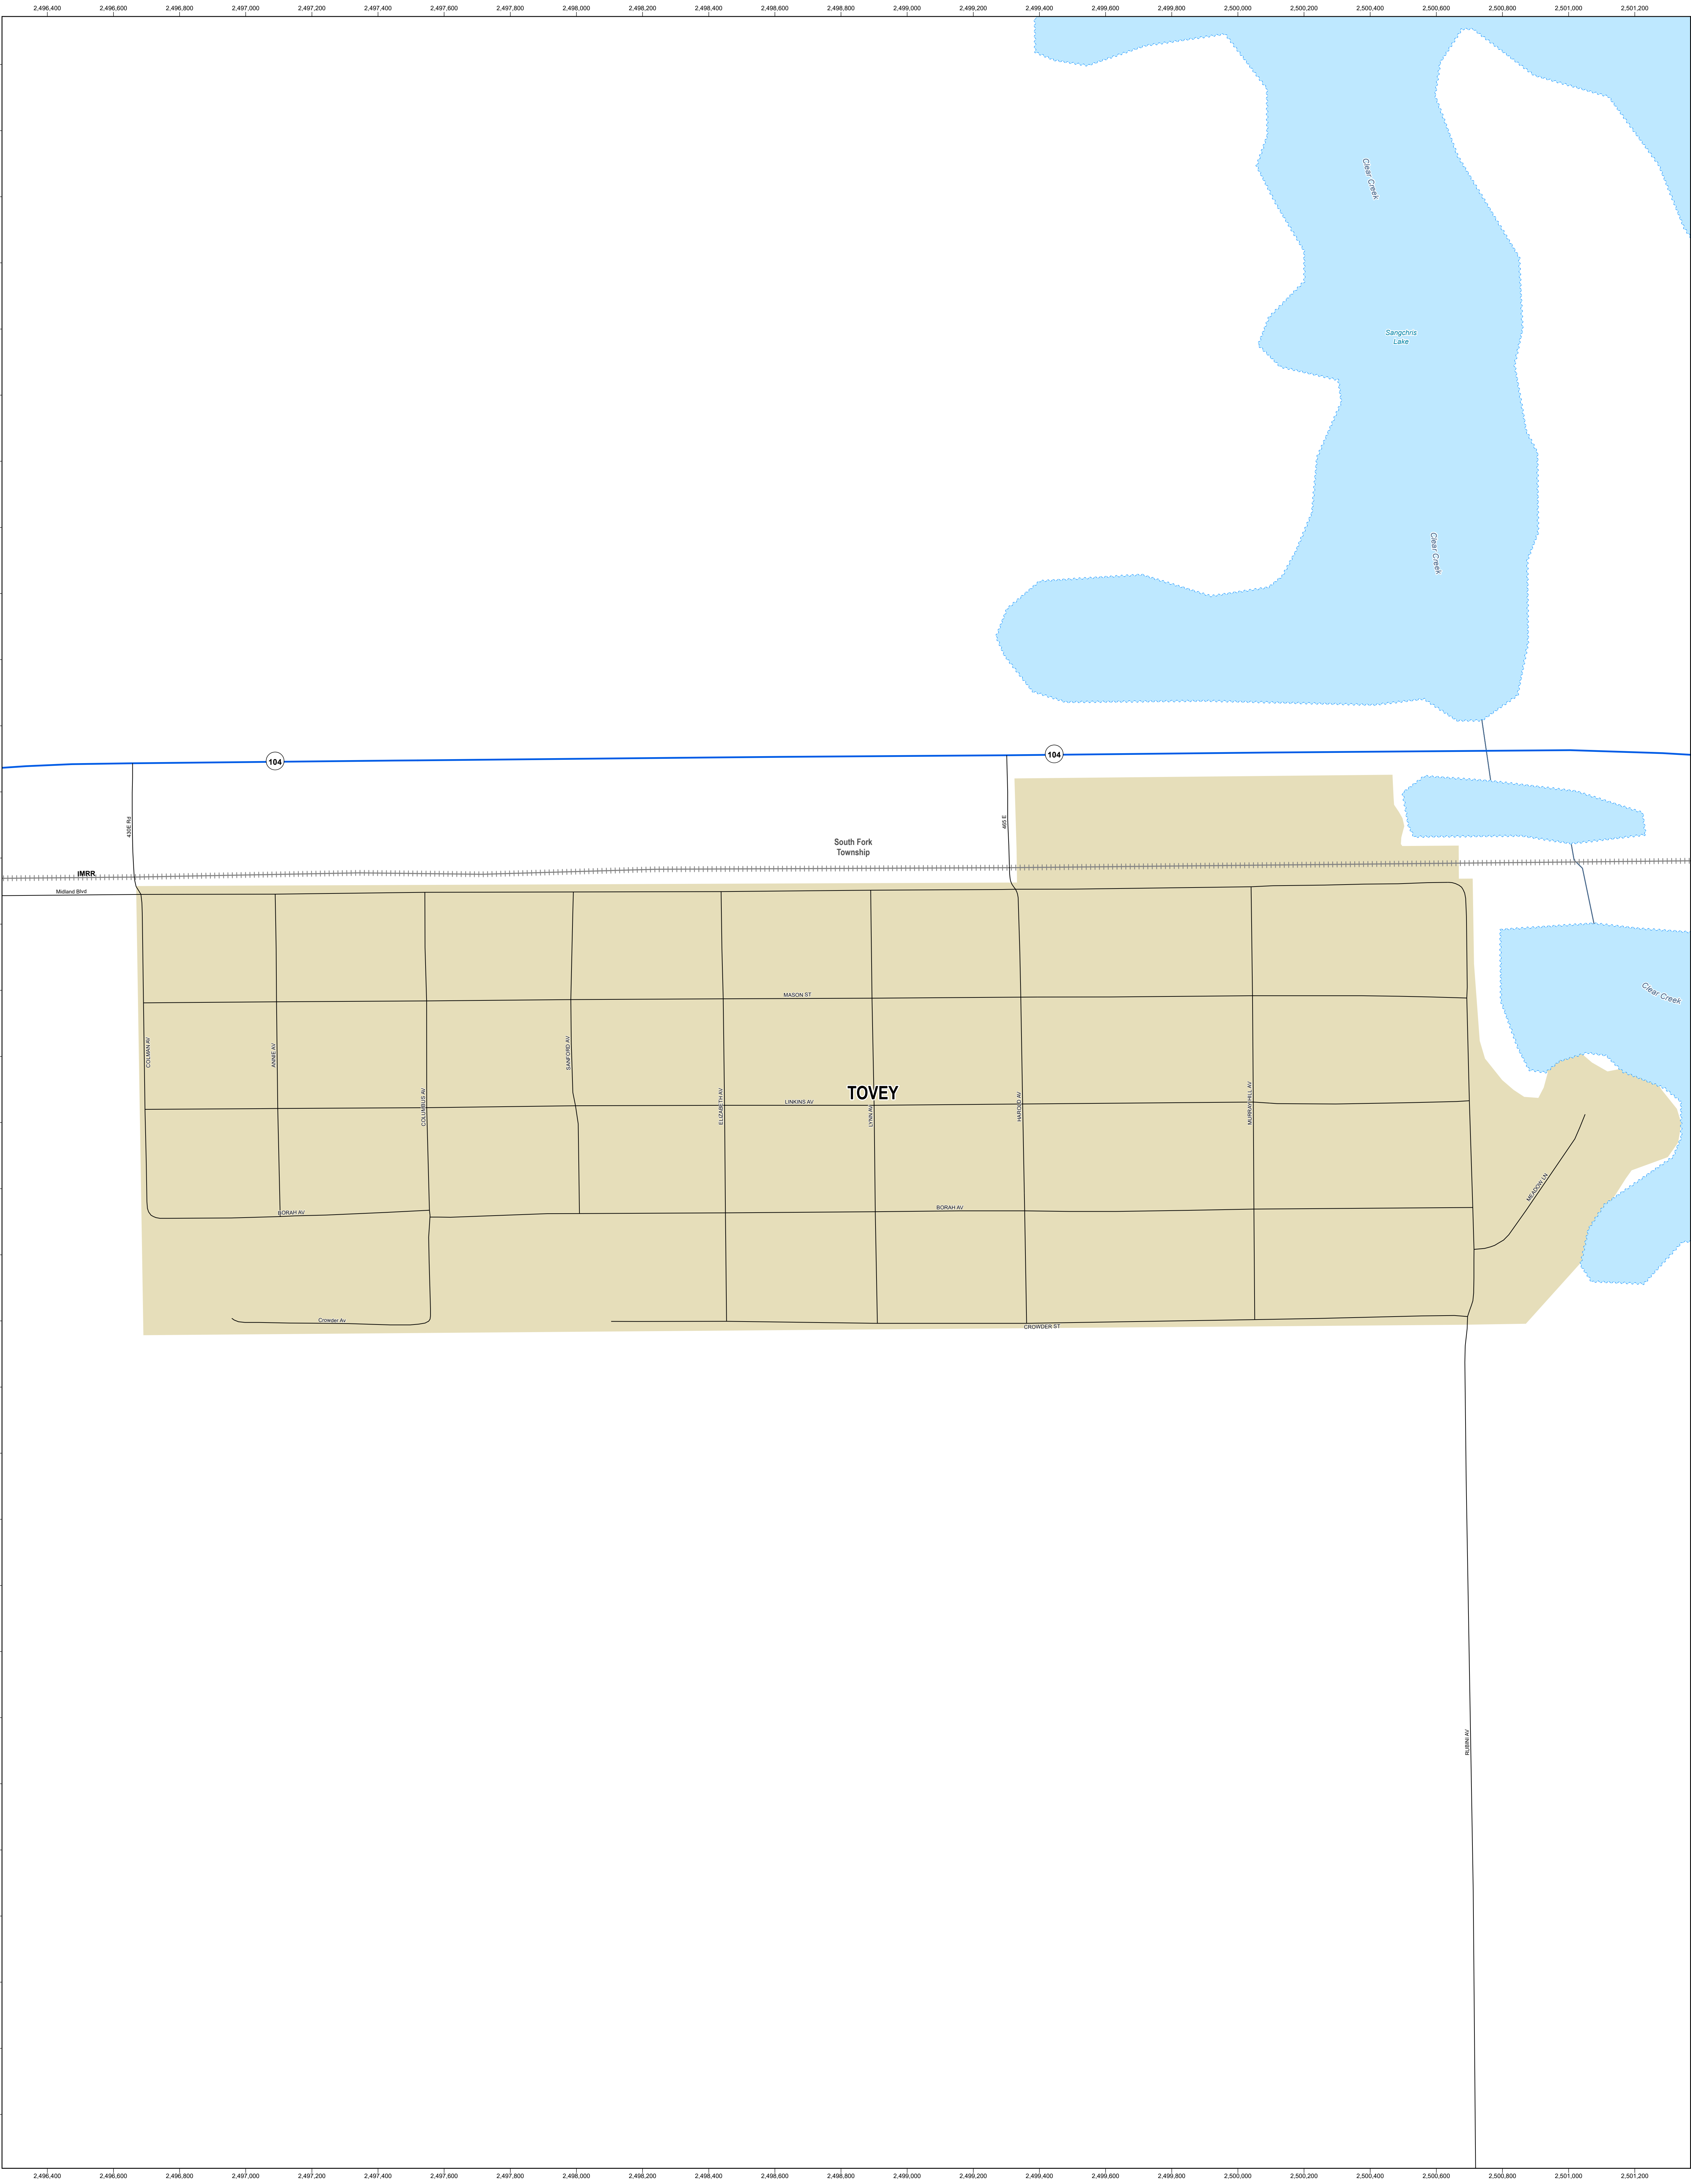 2,496,400 2,496,600 2,496,800 2,497,000 2,497,200 2,497,400 2,497,600 2,497,800 2,498,000 2,498,200 2,498,400 2,498,600 2,498,800 2,499,000 2,499,200 2,499,400 2,499,600 2,499,800 2,500,000 2,500,200 2,500,400 2,500,600 2,500,800 2,501,000 2,501,200
Clear Creek
Sangchris
Lake
Clear Creek
104
104
430E Rd
465 E
South Fork
Township
IMRR
Midland Blvd
MASON ST
Clear Creek
COLMAN AV
ANNIE AV
SANFORD AV
COLUMBUS AV
ELIZABETH AV
TOVEY
LINKINS AV
LYNN AV
HAROLD AV
MURRAY HILL AV
MEADOW LN
BORAH AV
BORAH AV
Crowder Av
CROWDER ST
RUBINI AV
2,496,400 2,496,600 2,496,800 2,497,000 2,497,200 2,497,400 2,497,600 2,497,800 2,498,000 2,498,200 2,498,400 2,498,600 2,498,800 2,499,000 2,499,200 2,499,400 2,499,600 2,499,800 2,500,000 2,500,200 2,500,400 2,500,600 2,500,800 2,501,000 2,501,200